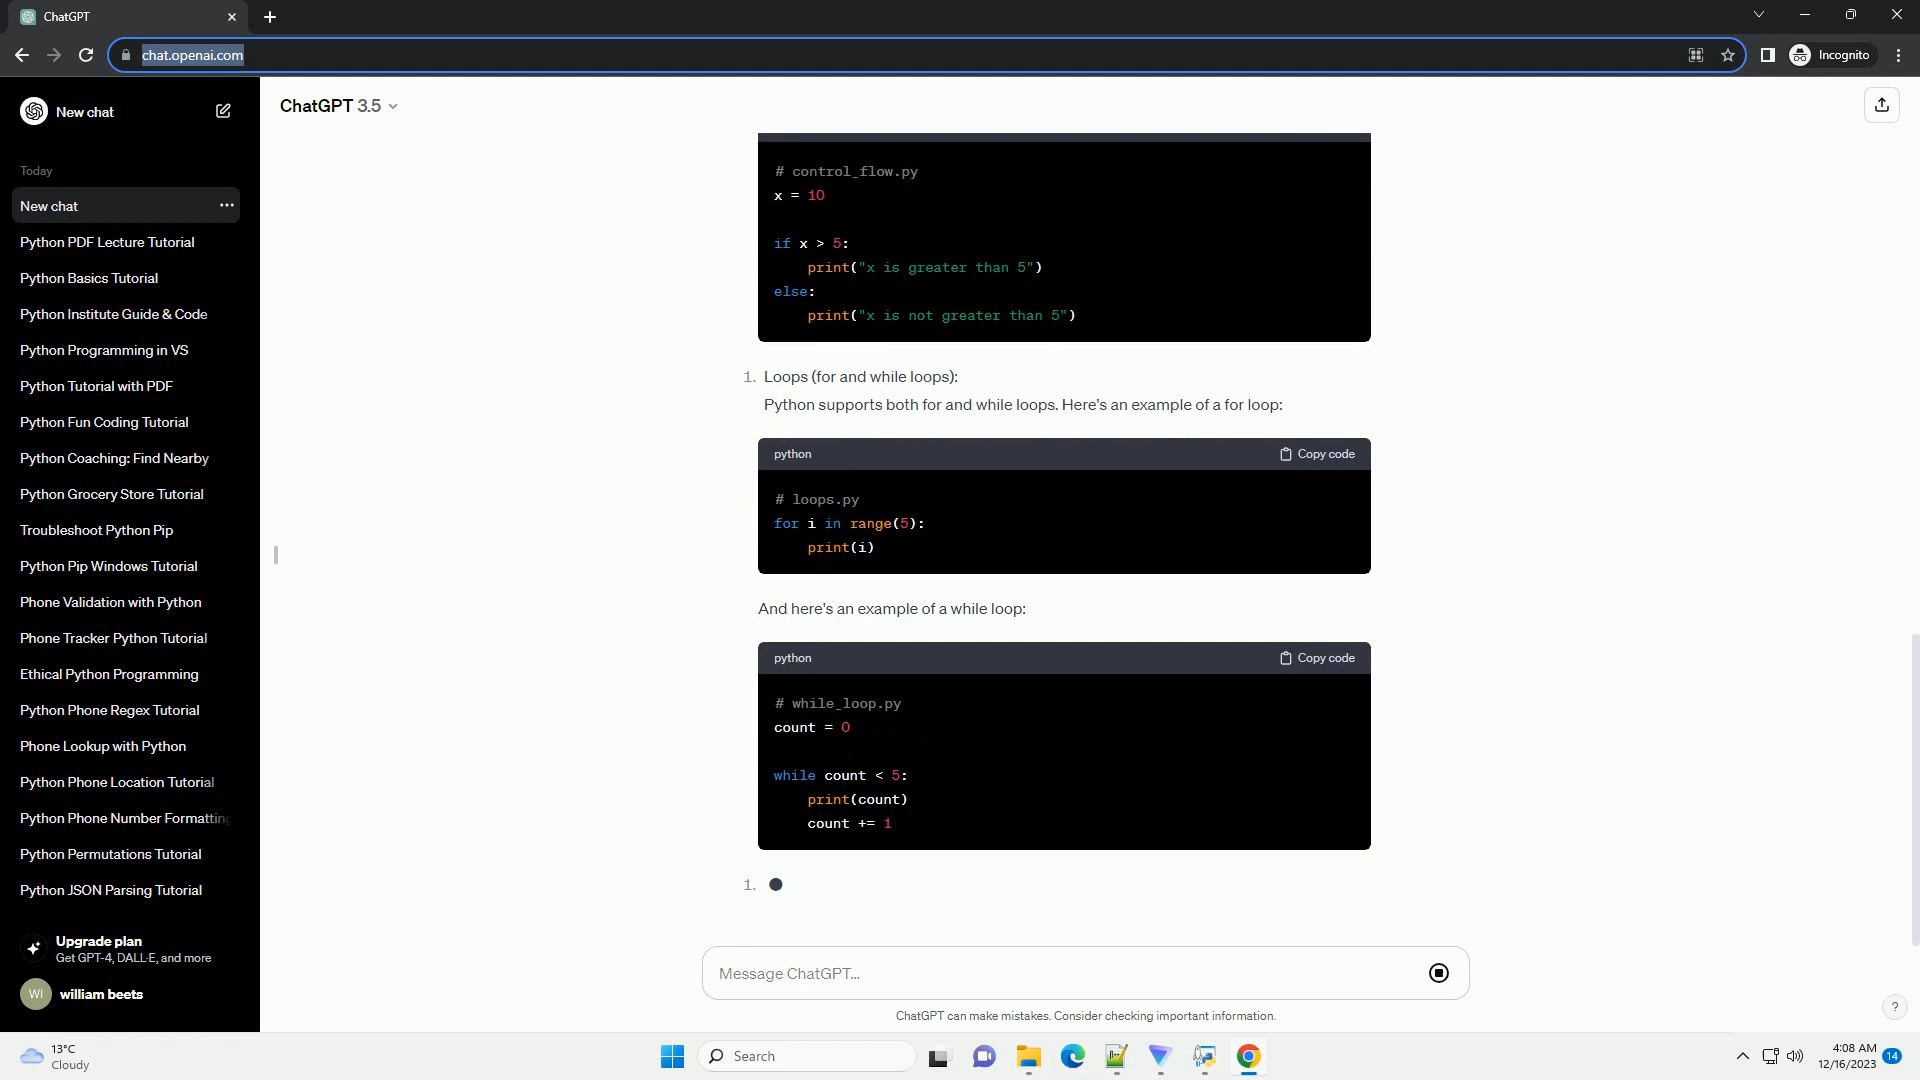 ChatGPT
chat.openai.com
Incognito
New chat
Today
New chat
Python PDF Lecture Tutorial
Python Basics Tutorial
Python Institute Guide & Code
Python Programming in VS
Python Tutorial with PDF
Python Fun Coding Tutorial
Python Coaching: Find Nearby
Python Grocery Store Tutorial
Troubleshoot Python Pip
Python Pip Windows Tutorial
Phone Validation with Python
Phone Tracker Python Tutorial
Ethical Python Programming
Python Phone Regex Tutorial
Phone Lookup with Python
Python Phone Location Tutorial
Python Phone Number Formatting
Python Permutations Tutorial
Python JSON Parsing Tutorial
Upgrade plan
Get GPT-4, DALL·E, and more
WI
william beets
ChatGPT 3.5
# control_flow.py
x = 10
if x > 5:
    print("x is greater than 5")
else:
    print("x is not greater than 5")
1. Loops (for and while loops):
Python supports both for and while loops. Here's an example of a for loop:
python Copy code
# loops.py
for i in range(5):
    print(i)
And here's an example of a while loop:
python Copy code
# while_loop.py
count = 0
while count < 5:
    print(count)
    count += 1
1.
Message ChatGPT...
ChatGPT can make mistakes. Consider checking important information.
?
13°C
Cloudy
Search
4:08 AM
12/16/2023
14